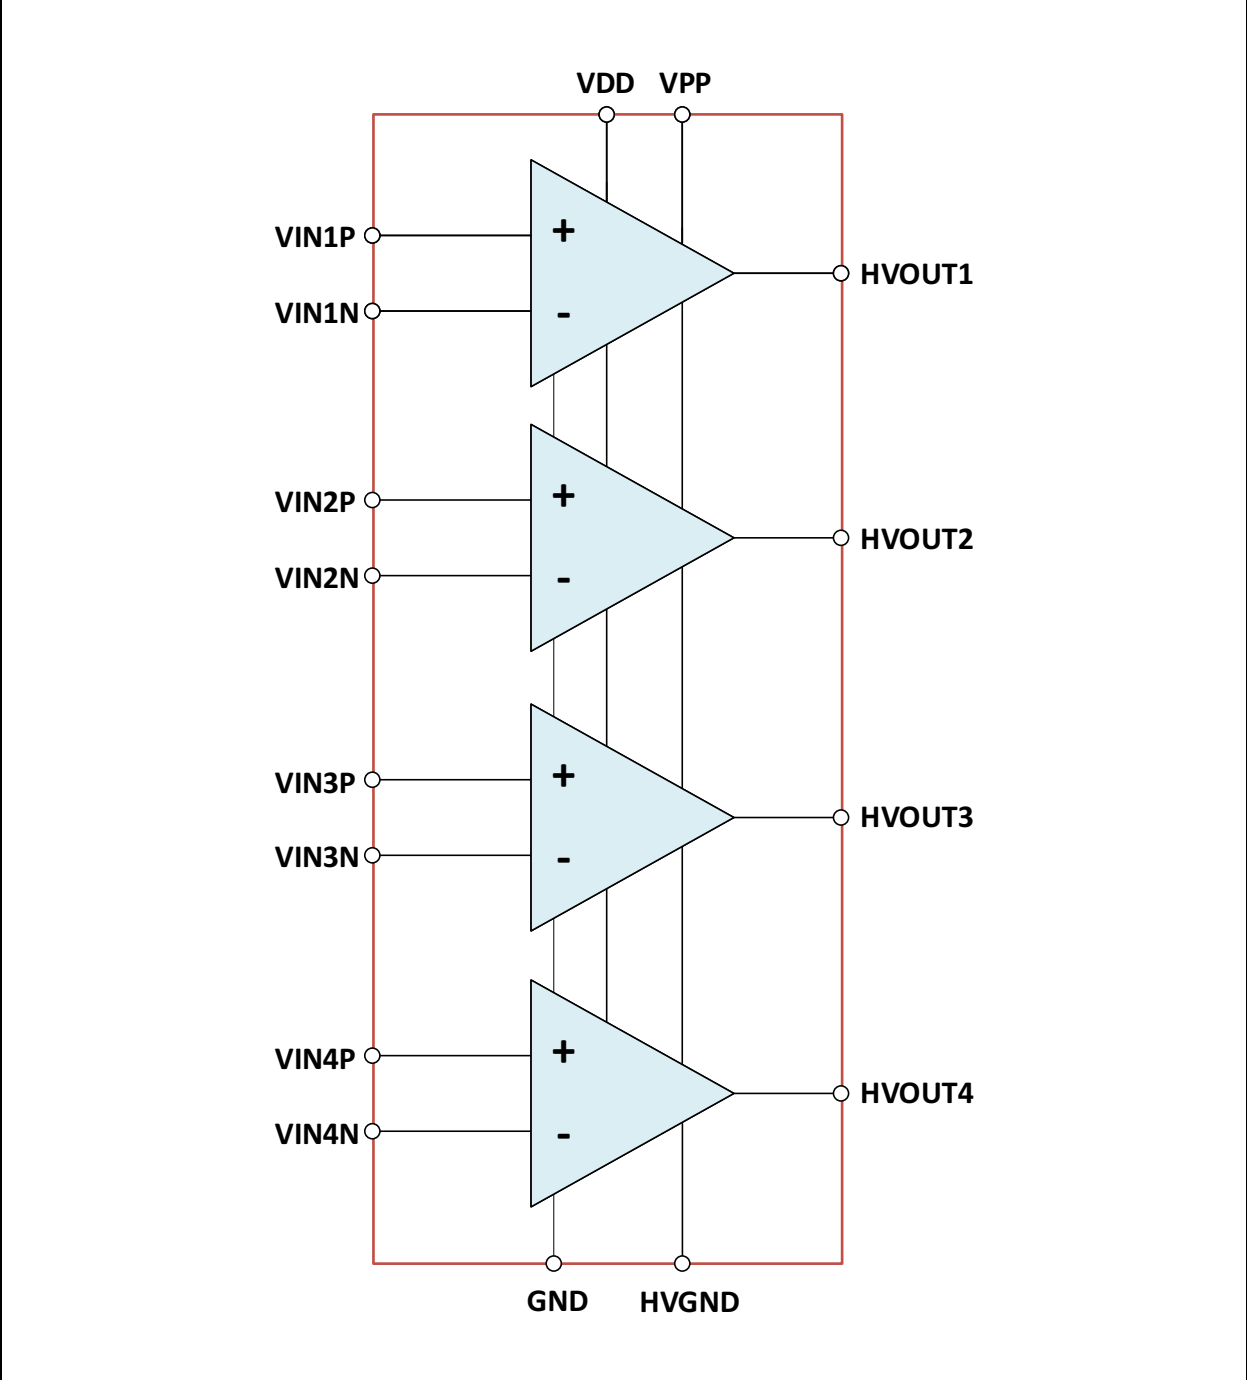 VDD VPP
VIN1P
+
HVOUT1
VIN1N
-
VIN2P
+
HVOUT2
VIN2N
-
VIN3P
+
HVOUT3
VIN3N
-
VIN4P
+
HVOUT4
VIN4N
-
GND HVGND